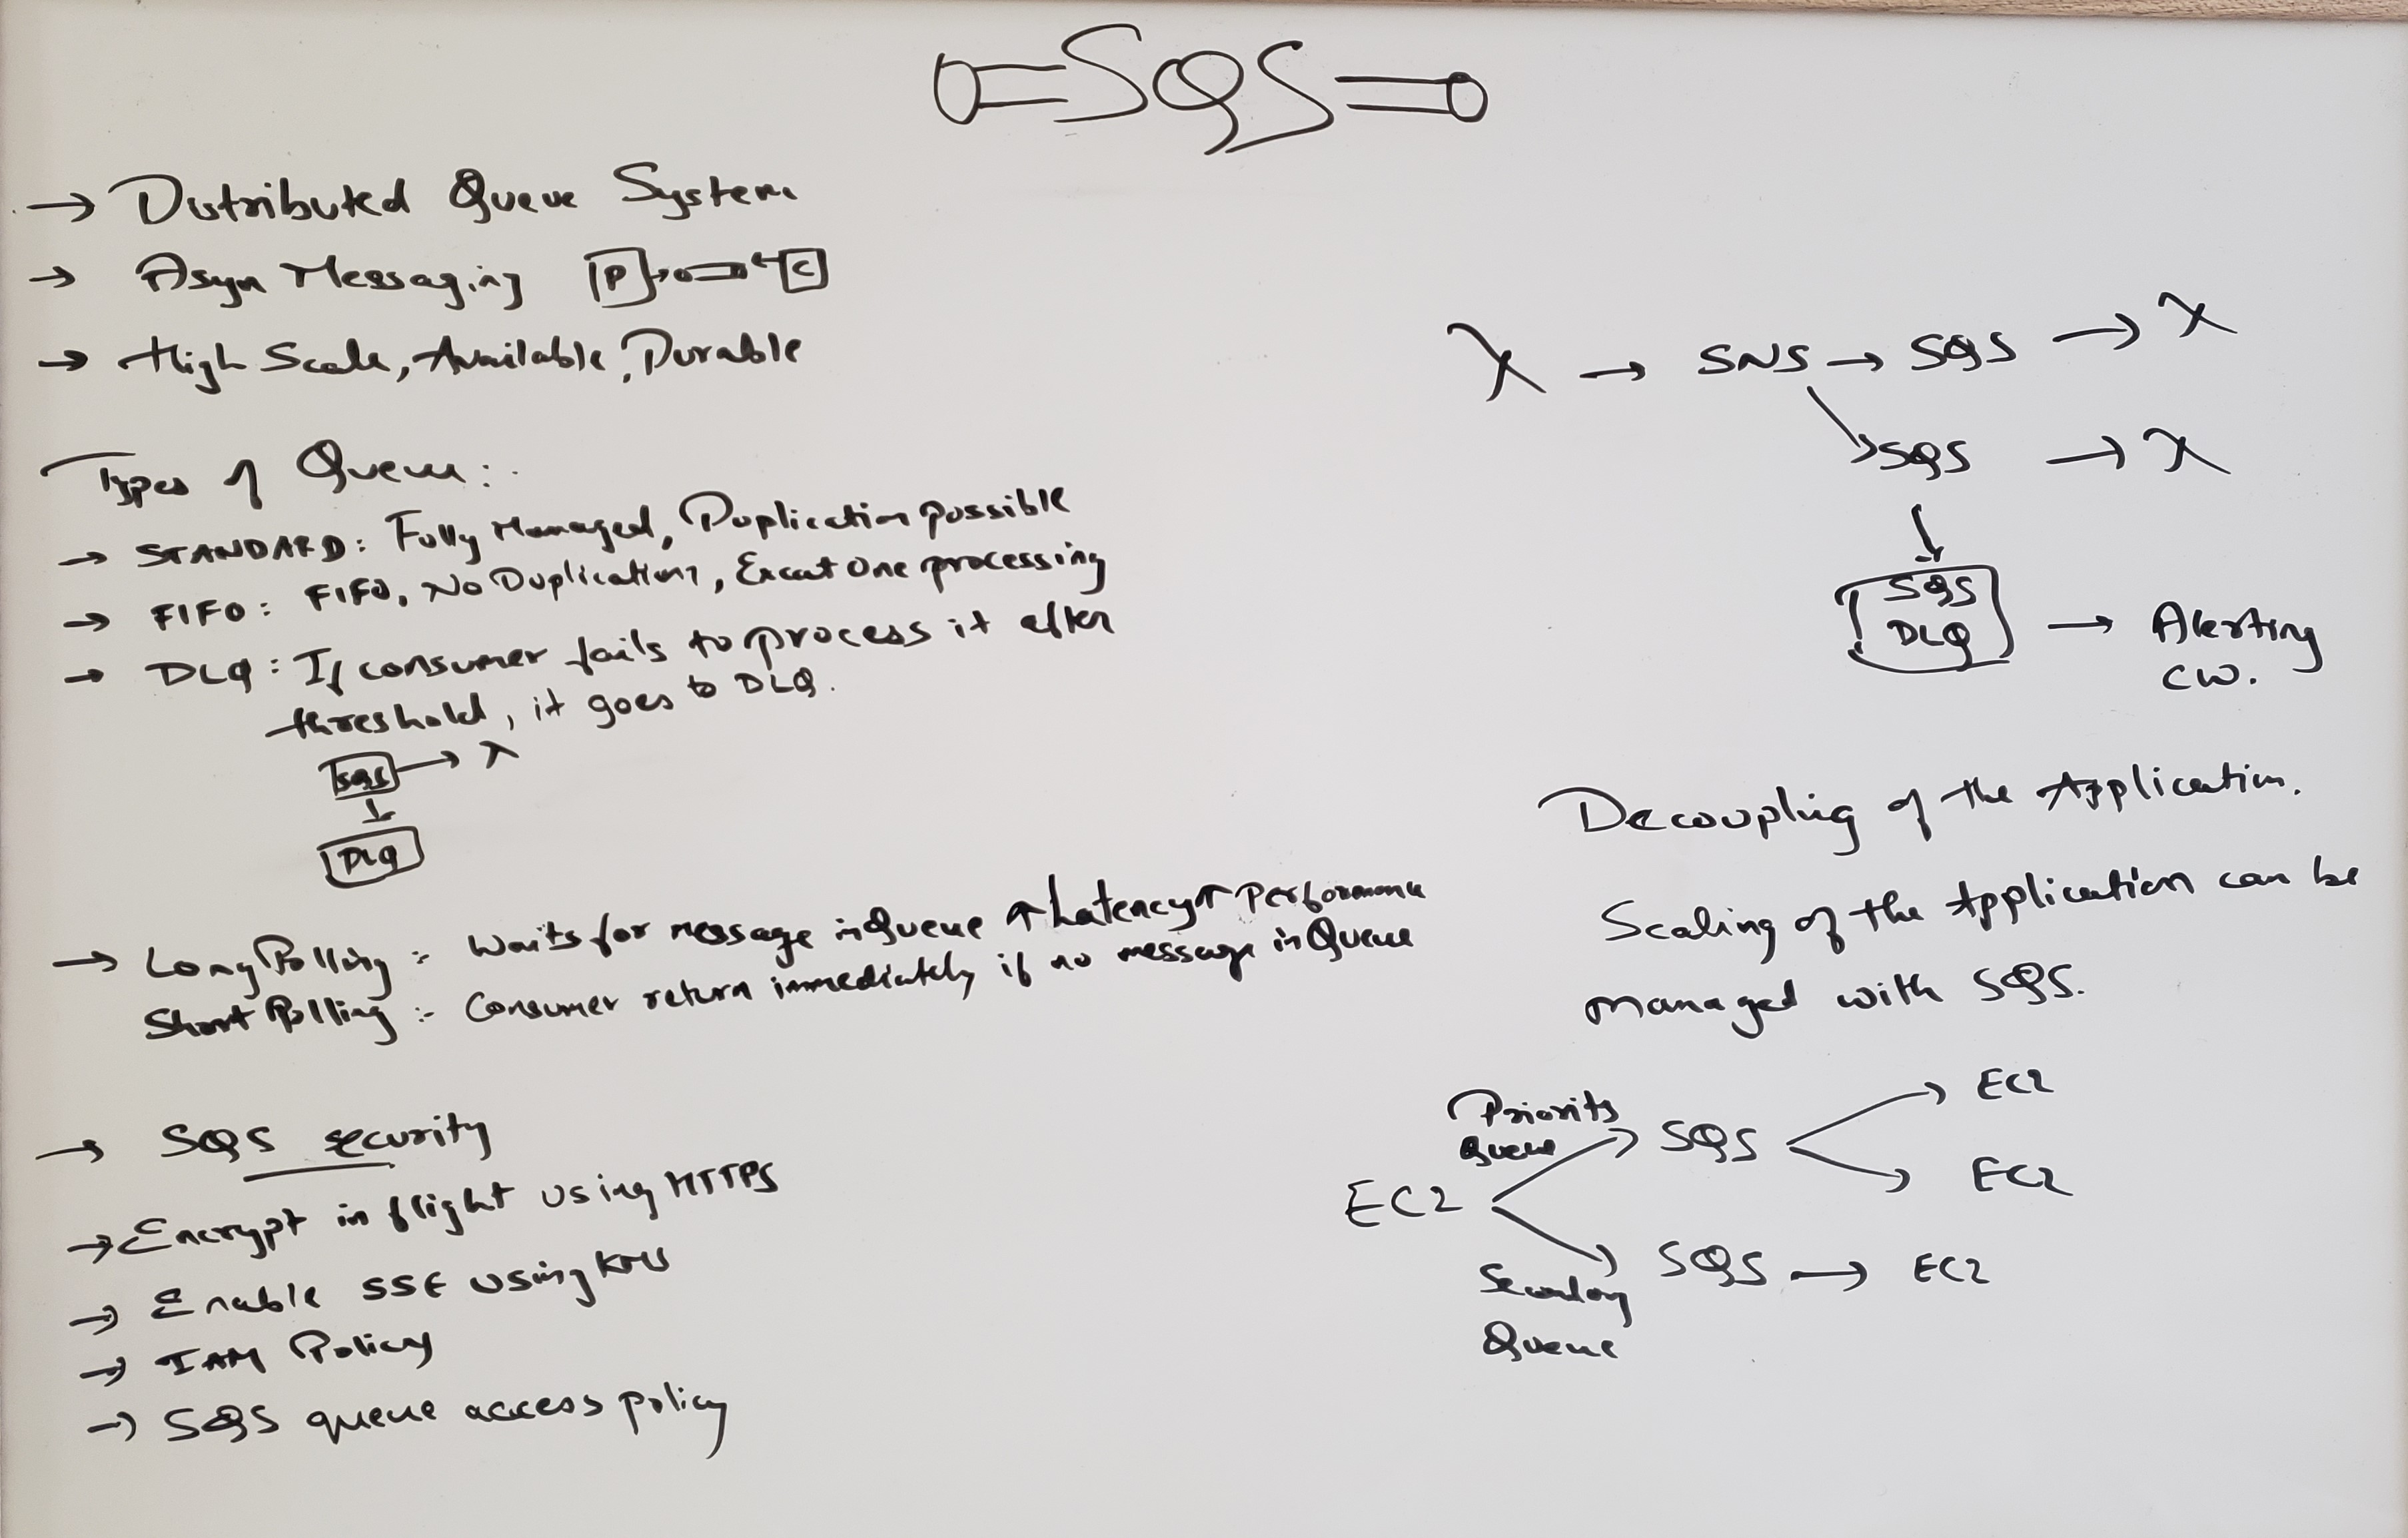 SQS
→ Distributed Queue System
→ Asyn Messaging [P]→ ←[C]
→ High Scale, Available, Durable
Types of Queue:
→ STANDARD: Fully Managed, Duplication possible
→ FIFO: FIFO, No Duplication, Excat One processing
→ DLQ: If consumer fails to process it after
threshold, it goes to DLQ.
SQS → λ
↓
DLQ
→ Long Polling :- Waits for message in Queue ↑ Latency ↑ Performance
Short Polling :- Consumer return immediately if no message in Queue
→ SQS security
→ Encrypt in flight using HTTPS
→ Enable SSE using KMS
→ IAM Policy
→ SQS queue access policy
λ → SNS → SQS → λ
↘ SQS → λ
↓
SQS
DLQ → Alerting
CW.
Decoupling of the Application.
Scaling of the Application can be
managed with SQS.
Priority
Queue
EC2
SQS
EC2
EC2
Secondary
Queue
SQS → EC2